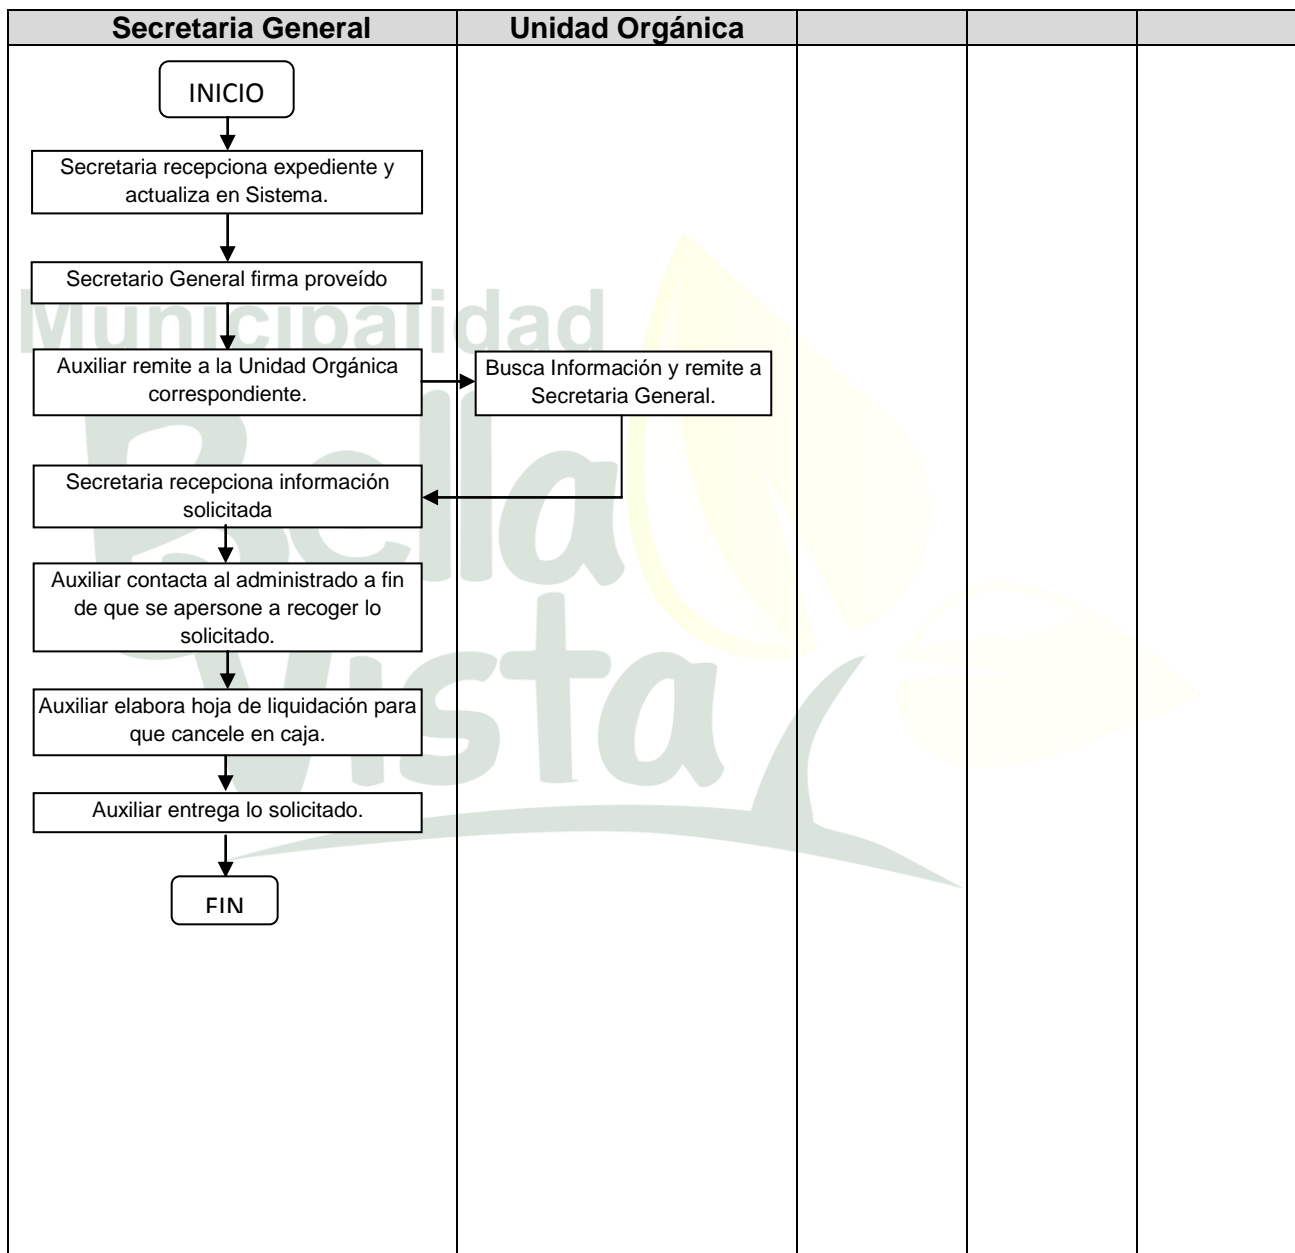 Secretaria General
Unidad Orgánica
INICIO
Secretaria recepciona expediente y
actualiza en Sistema.
Secretario General firma proveído
Municipalidad
Auxiliar remite a la Unidad Orgánica
correspondiente.
Busca Información y remite a
Secretaria General.
Bella
Secretaria recepciona información
solicitada
Auxiliar contacta al administrado a fin
de que se apersone a recoger lo
solicitado.
Vista
Auxiliar elabora hoja de liquidación para
que cancele en caja.
Auxiliar entrega lo solicitado.
FIN